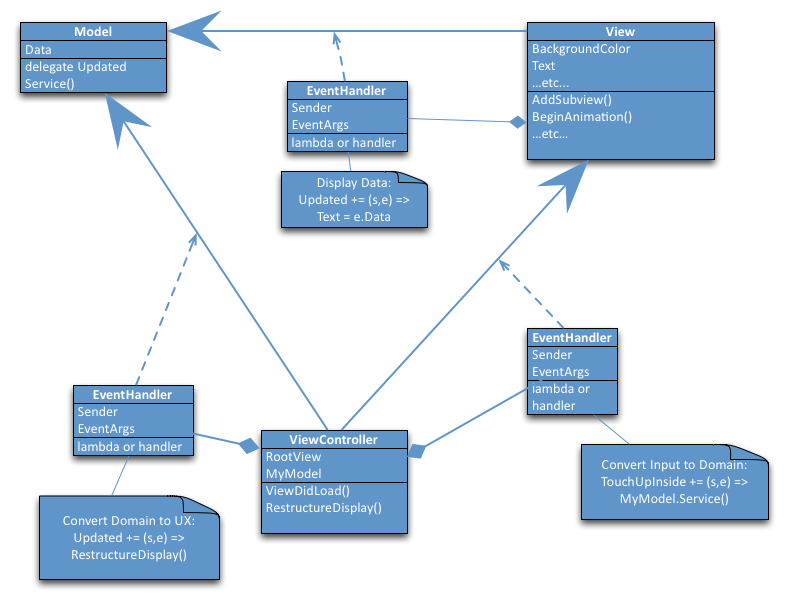 Model
Data
delegate Updated
Service()
View
BackgroundColor
Text
...etc...
AddSubview()
BeginAnimation()
...etc...
EventHandler
Sender
EventArgs
lambda or handler
Display Data:
Updated += (s,e) =>
Text = e.Data
EventHandler
Sender
EventArgs
lambda or
handler
EventHandler
Sender
EventArgs
lambda or handler
ViewController
RootView
MyModel
ViewDidLoad()
RestructureDisplay()
Convert Input to Domain:
TouchUpInside += (s,e) =>
MyModel.Service()
Convert Domain to UX:
Updated += (s,e) =>
RestructureDisplay()